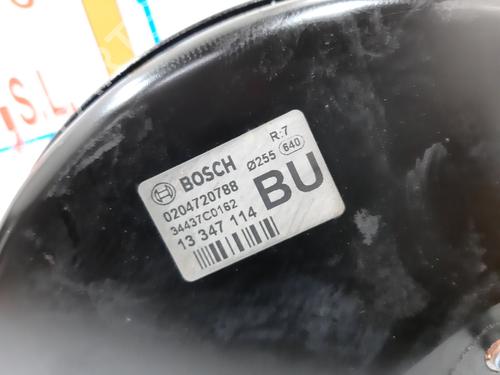 S.L.
BOSCH
R:7
Ø255 640
0204720788
34437C0162
13 347 114
BU